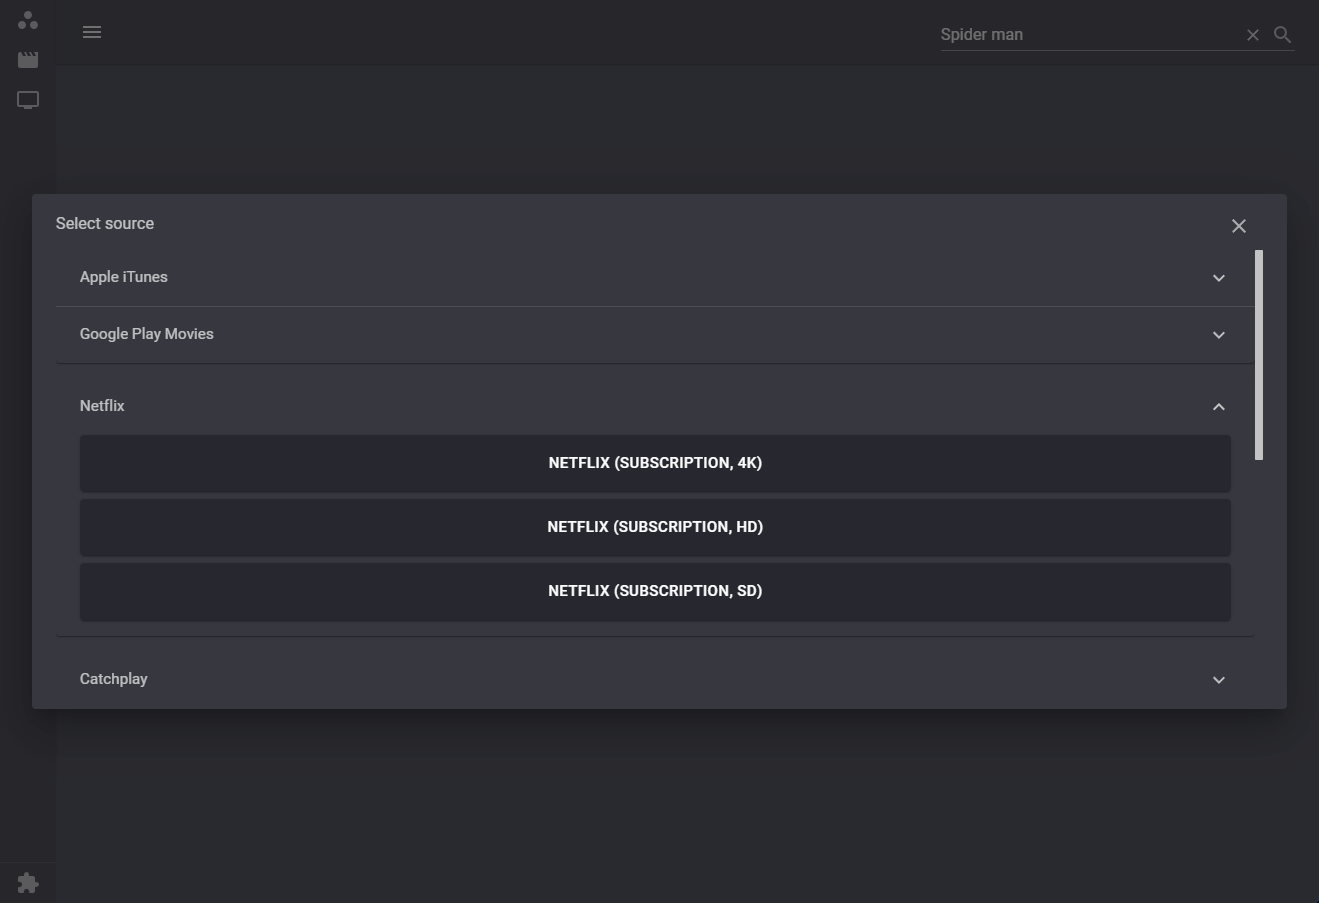 Spider man
Select source
Apple iTunes
Google Play Movies
Netflix
NETFLIX (SUBSCRIPTION, 4K)
NETFLIX (SUBSCRIPTION, HD)
NETFLIX (SUBSCRIPTION, SD)
Catchplay